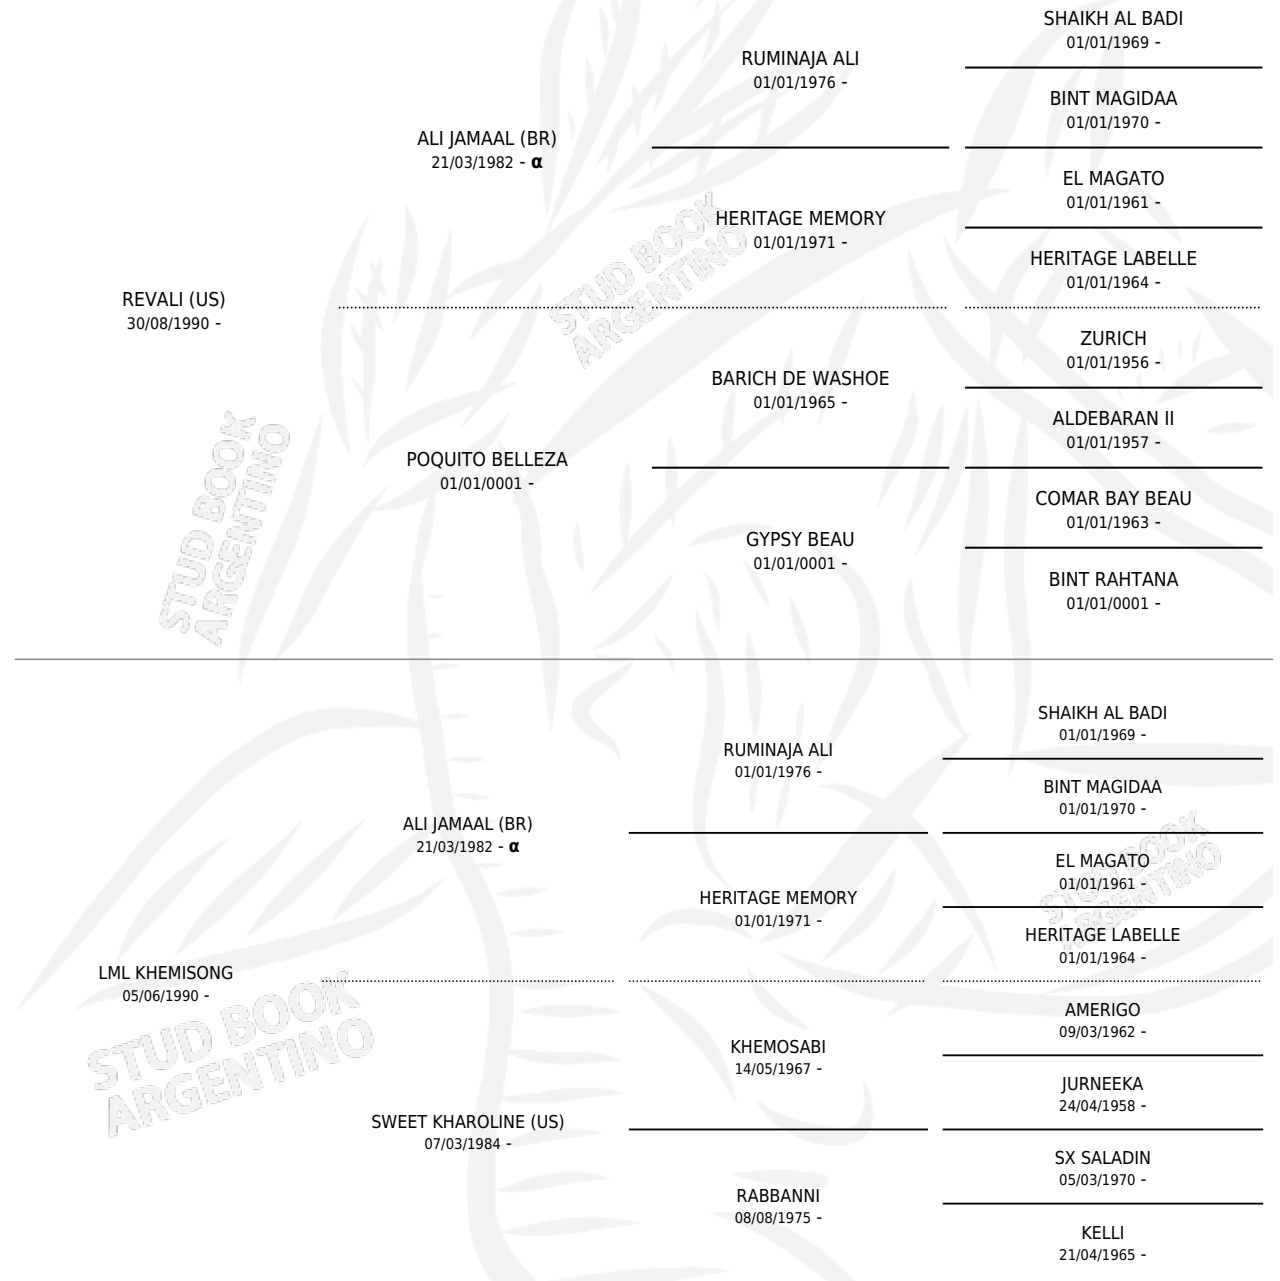 SHAIKH AL BADI
01/01/1969 -
RUMINAJA ALI
01/01/1976 -
BINT MAGIDAA
01/01/1970 -
ALI JAMAAL (BR)
21/03/1982 - α
EL MAGATO
01/01/1961 -
HERITAGE MEMORY
01/01/1971 -
HERITAGE LABELLE
01/01/1964 -
REVALI (US)
30/08/1990 -
ZURICH
01/01/1956 -
BARICH DE WASHOE
01/01/1965 -
ALDEBARAN II
01/01/1957 -
POQUITO BELLEZA
01/01/0001 -
COMAR BAY BEAU
01/01/1963 -
GYPSY BEAU
01/01/0001 -
BINT RAHTANA
01/01/0001 -
STUD BOOK
ARGENTINO
STUD BOOK
ARGENTINO
SHAIKH AL BADI
01/01/1969 -
RUMINAJA ALI
01/01/1976 -
BINT MAGIDAA
01/01/1970 -
ALI JAMAAL (BR)
21/03/1982 - α
EL MAGATO
01/01/1961 -
HERITAGE MEMORY
01/01/1971 -
HERITAGE LABELLE
01/01/1964 -
LML KHEMISONG
05/06/1990 -
AMERIGO
09/03/1962 -
KHEMOSABI
14/05/1967 -
JURNEEKA
24/04/1958 -
SWEET KHAROLINE (US)
07/03/1984 -
SX SALADIN
05/03/1970 -
RABBANNI
08/08/1975 -
KELLI
21/04/1965 -
STUD BOOK
ARGENTINO
STUD BOOK
ARGENTINO